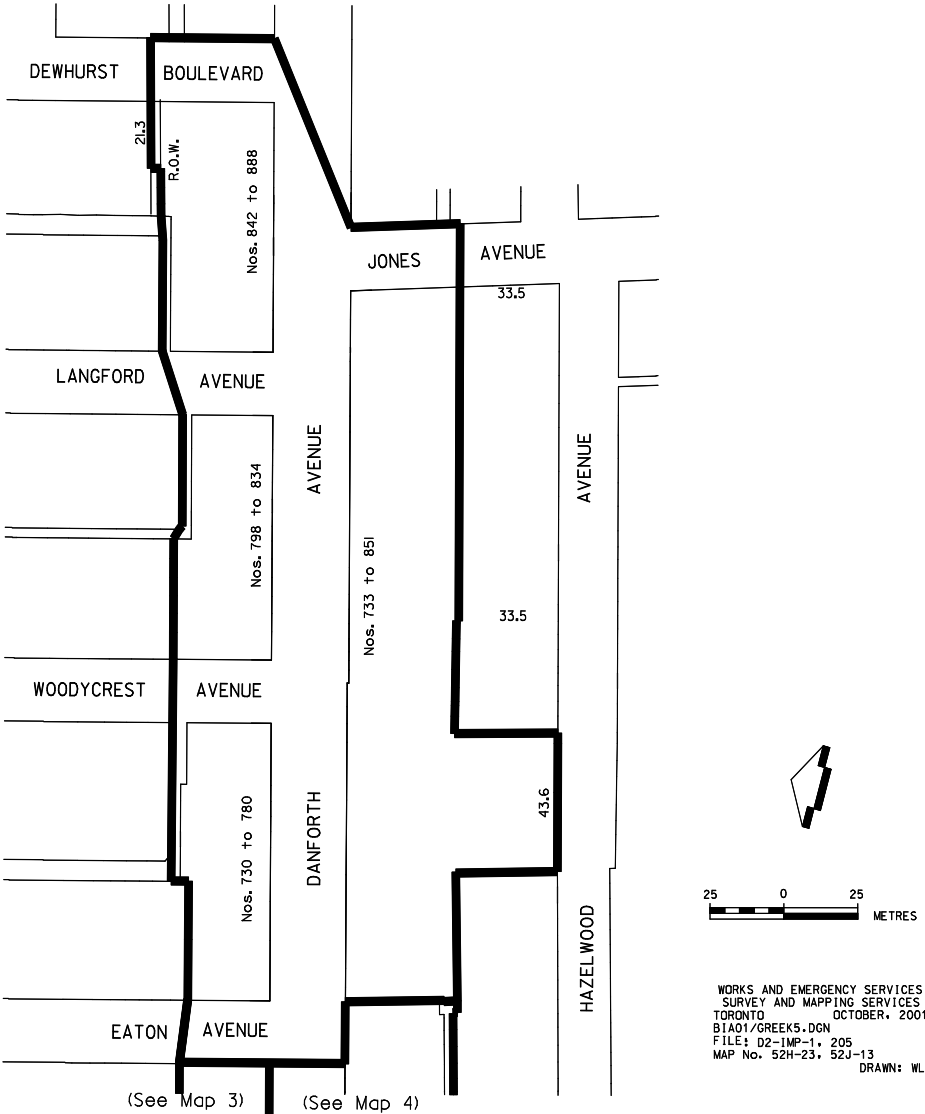 DEWHURST BOULEVARD
21.3
R.O.W.
Nos. 842 to 888
JONES AVENUE
33.5
LANGFORD AVENUE
AVENUE
AVENUE
Nos. 798 to 834
Nos. 733 to 851
33.5
WOODYCREST AVENUE
Nos. 730 to 780
DANFORTH
43.6
HAZELWOOD
25 0 25
METRES
EATON AVENUE
(See Map 3) (See Map 4)
WORKS AND EMERGENCY SERVICES
SURVEY AND MAPPING SERVICES
TORONTO OCTOBER, 2001
BIA01/GREEK5.DGN
FILE: D2-IMP-1, 205
MAP No. 52H-23, 52J-13
DRAWN: WL